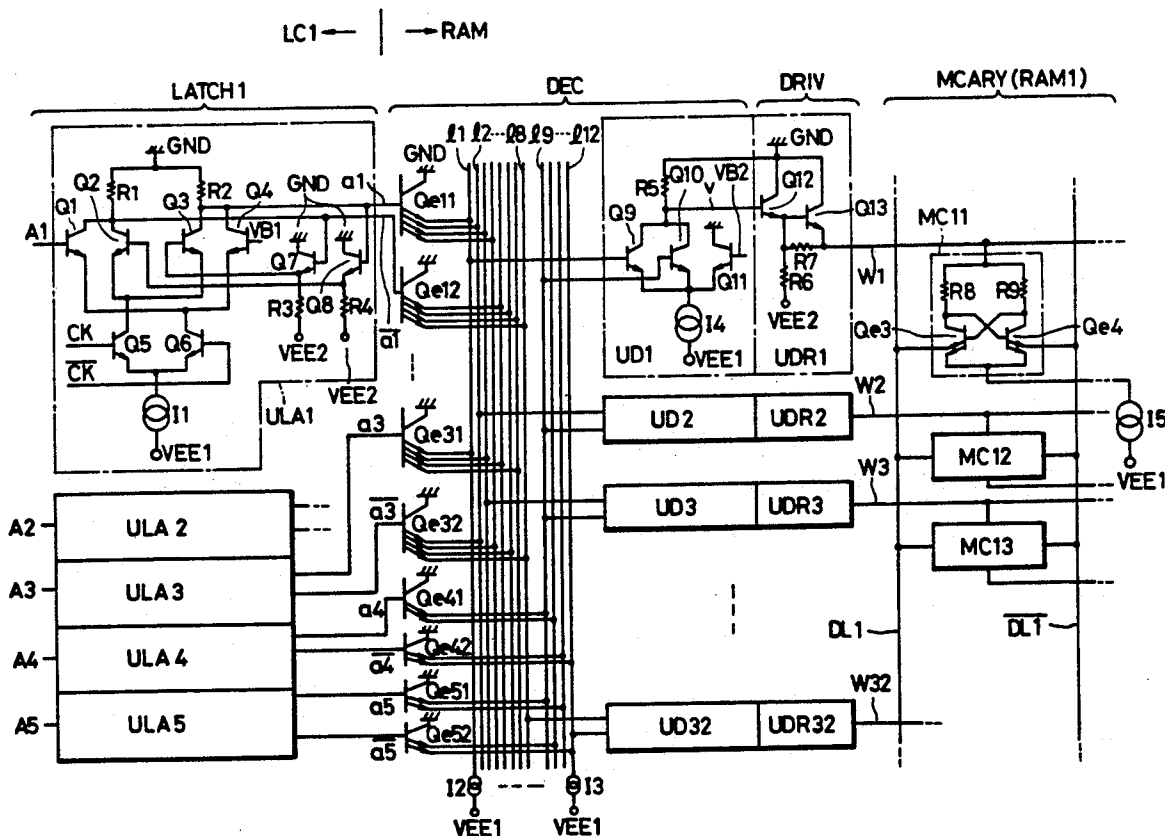 LC1 RAM
LATCH1 DEC DRIV MCARY(RAM1)
GND GND ℓ1 ℓ2···ℓ8 ℓ9···ℓ12
Q2 R1 R2 Q4 GND a1 Qe11 R5 Q10 V VB2 Q12
Q1 Q3 Q9 Q13 MC11
A1 VB1 Q7 R7
Qe12 Q11 R6 W1 R8 R9
R3 Q8 R4 a1 I4 VEE2 Qe3 Qe4
CK Q5 Q6 VEE2 UD1 VEE1 UDR1
CK VEE2
I1 ULA1 W2
VEE1 a3 Qe31 UD2 UDR2 W3 MC12 I5
VEE1
a3 Qe32 UD3 UDR3 MC13
A2 ULA 2
A3 ULA 3 a4 Qe41
DL1 DL1
A4 ULA 4 a4 Qe42
Qe51 W32
A5 ULA 5 a5 Qe52 UD32 UDR32
a5
I2 I3
VEE1 VEE1